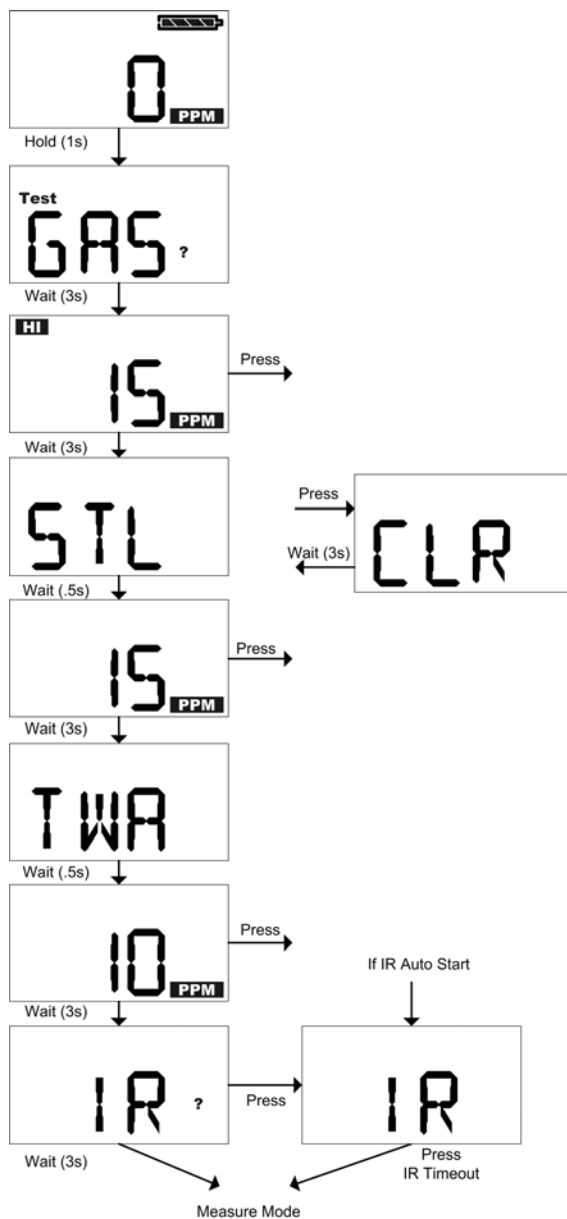 0 PPM
Hold (1s)
Test
GAS ?
Wait (3s)
HI
15 PPM
Press
Wait (3s)
STL
Press
CLR
Wait (3s)
Wait (.5s)
15 PPM
Press
Wait (3s)
TWA
Wait (.5s)
10 PPM
Press
If IR Auto Start
Wait (3s)
IR ?
Press
IR
Wait (3s)
Press
IR Timeout
Measure Mode